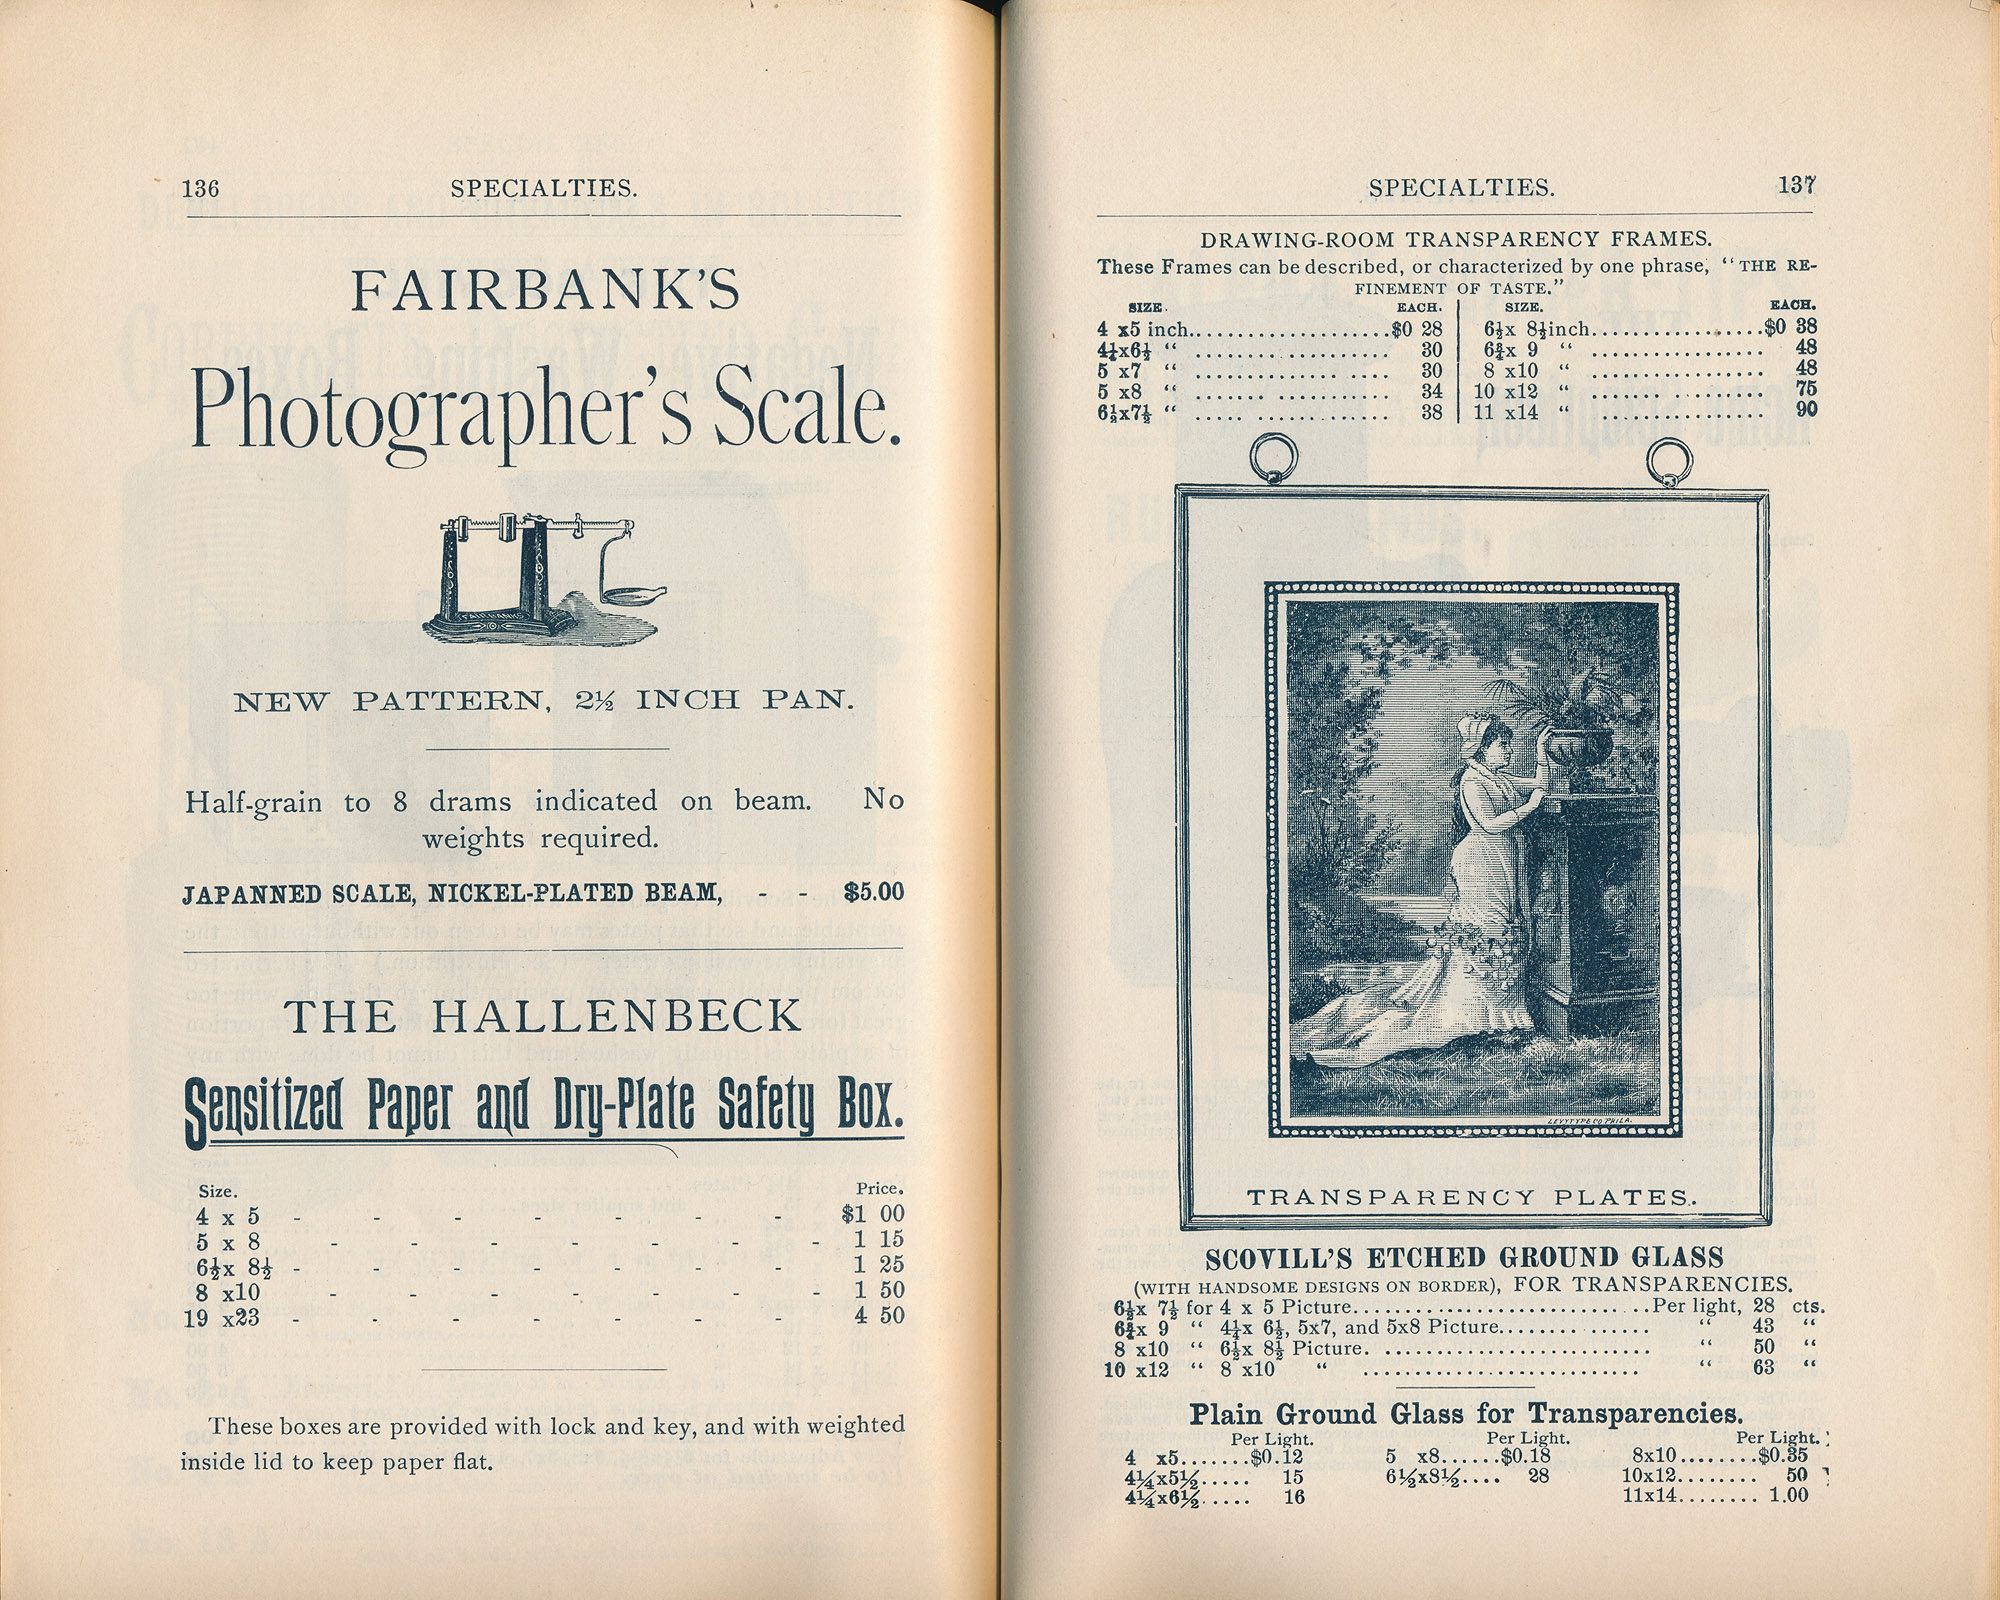 136 SPECIALTIES.
FAIRBANK'S
Photographer's Scale.
FAIRBANKS
NEW PATTERN, 2½ INCH PAN.
Half-grain to 8 drams indicated on beam. No
weights required.
JAPANNED SCALE, NICKEL-PLATED BEAM, - - $5.00
THE HALLENBECK
Sensitized Paper and Dry-Plate Safety Box.
Size. Price.
4 x 5 - - - - - - - $1 00
5 x 8 - - - - - - - 1 15
6½x 8½ - - - - - - - 1 25
8 x10 - - - - - - - 1 50
19 x23 - - - - - - - 4 50
These boxes are provided with lock and key, and with weighted
inside lid to keep paper flat.
SPECIALTIES. 137
DRAWING-ROOM TRANSPARENCY FRAMES.
These Frames can be described, or characterized by one phrase, "THE RE-
FINEMENT OF TASTE."
SIZE. EACH. SIZE. EACH.
4 x5 inch........................$0 28 6½x 8½inch.................$0 38
4¼x6½ " ........................ 30 6¾x 9 " ................. 48
5 x7 " ........................ 30 8 x10 " ................. 48
5 x8 " ........................ 34 10 x12 " ................. 75
6½x7½ " ........................ 38 11 x14 " ................. 90
LEVYTYPE CO PHILA.
TRANSPARENCY PLATES.
SCOVILL'S ETCHED GROUND GLASS
(WITH HANDSOME DESIGNS ON BORDER), FOR TRANSPARENCIES.
6½x 7½ for 4 x 5 Picture.................................Per light, 28 cts.
6¾x 9 " 4¼x 6½, 5x7, and 5x8 Picture............... " 43 "
8 x10 " 6½x 8½ Picture. ........................... " 50 "
10 x12 " 8 x10 " ............................ " 63 "
Plain Ground Glass for Transparencies.
Per Light. Per Light. Per Light.
4 x5.......$0.12 5 x8......$0.18 8x10........$0.35
4¼x5½..... 15 6½x8½.... 28 10x12........ 50
4¼x6½..... 16 11x14........ 1.00